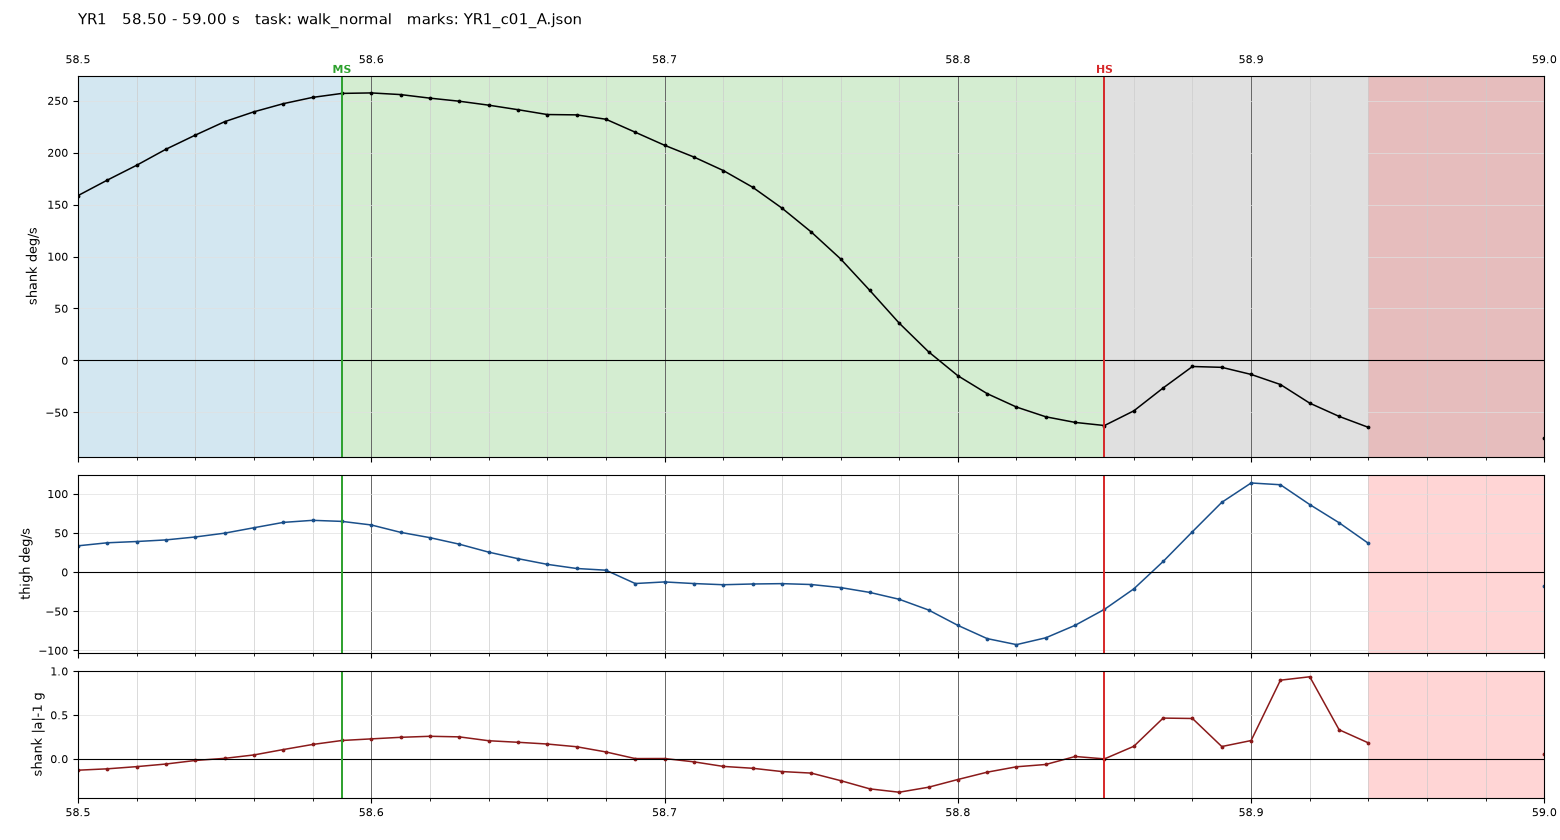 YR1   58.50 - 59.00 s   task: walk_normal   marks: YR1_c01_A.json
58.5 58.6 58.7 58.8 58.9 59.0
MS HS
250
200
150
100
50
0
−50
shank deg/s
100
50
0
−50
−100
thigh deg/s
1.0
0.5
0.0
shank |a|-1 g
58.5 58.6 58.7 58.8 58.9 59.0